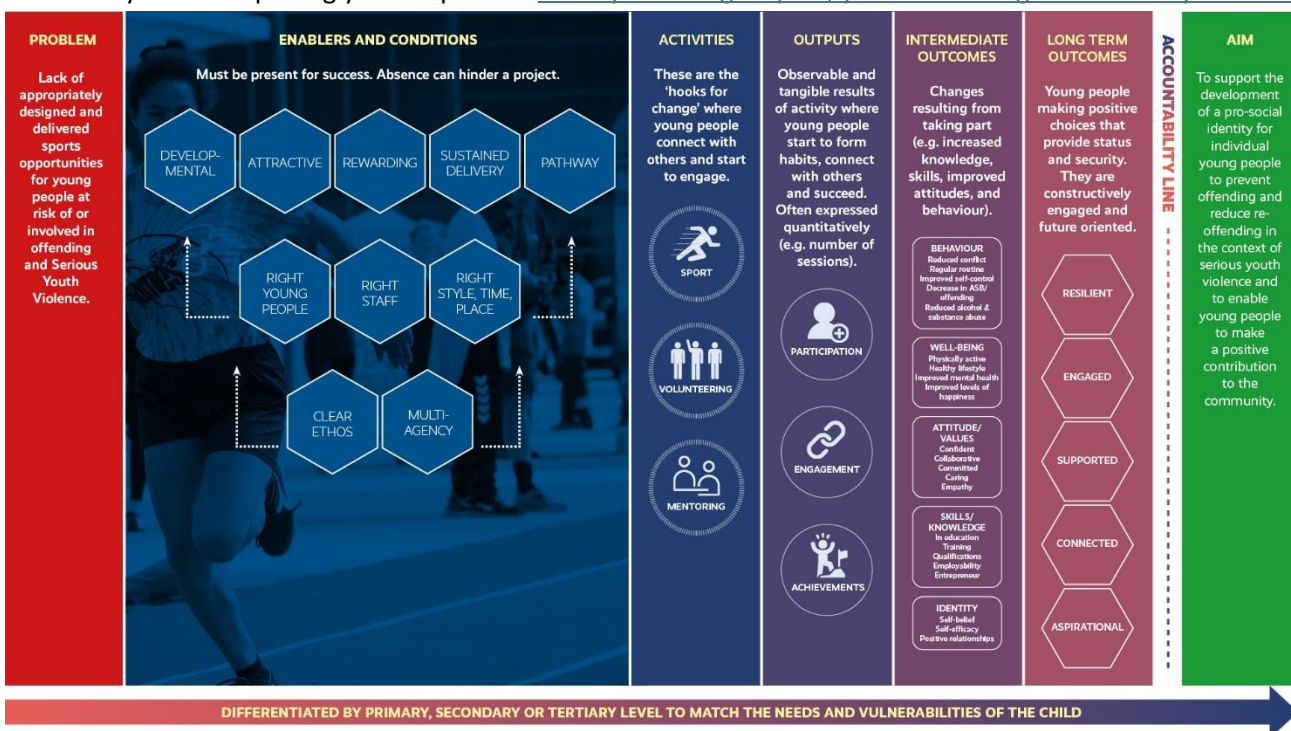 PROBLEM
Lack of
appropriately
designed and
delivered
sports
opportunities
for young
people at
risk of or
involved in
offending
and Serious
Youth
Violence.
ENABLERS AND CONDITIONS
Must be present for success. Absence can hinder a project.
DEVELOP-
MENTAL
ATTRACTIVE
REWARDING
SUSTAINED
DELIVERY
PATHWAY
RIGHT
YOUNG
PEOPLE
RIGHT
STAFF
RIGHT
STYLE, TIME,
PLACE
CLEAR
ETHOS
MULTI-
AGENCY
ACTIVITIES
These are the
‘hooks for
change’ where
young people
connect with
others and start
to engage.
SPORT
VOLUNTEERING
MENTORING
OUTPUTS
Observable and
tangible results
of activity where
young people
start to form
habits, connect
with others
and succeed.
Often expressed
quantitatively
(e.g. number of
sessions).
PARTICIPATION
ENGAGEMENT
ACHIEVEMENTS
INTERMEDIATE
OUTCOMES
Changes
resulting from
taking part
(e.g. increased
knowledge,
skills, improved
attitudes, and
behaviour).
BEHAVIOUR
Reduced conflict
Regular routine
Improved self-control
Decrease in ASB/
offending
Reduced alcohol &
substance abuse
WELL-BEING
Physically active
Healthy lifestyle
Improved mental health
Improved levels of
happiness
ATTITUDE/
VALUES
Confident
Collaborative
Committed
Caring
Empathy
SKILLS/
KNOWLEDGE
In education
Training
Qualifications
Employability
Entrepreneur
IDENTITY
Self-belief
Self-efficacy
Positive relationships
LONG TERM
OUTCOMES
Young people
making positive
choices that
provide status
and security.
They are
constructively
engaged and
future oriented.
RESILIENT
ENGAGED
SUPPORTED
CONNECTED
ASPIRATIONAL
ACCOUNTABILITY LINE
AIM
To support the
development
of a pro-social
identity for
individual
young people
to prevent
offending and
reduce re-
offending in
the context of
serious youth
violence and
to enable
young people
to make
a positive
contribution
to the
community.
DIFFERENTIATED BY PRIMARY, SECONDARY OR TERTIARY LEVEL TO MATCH THE NEEDS AND VULNERABILITIES OF THE CHILD